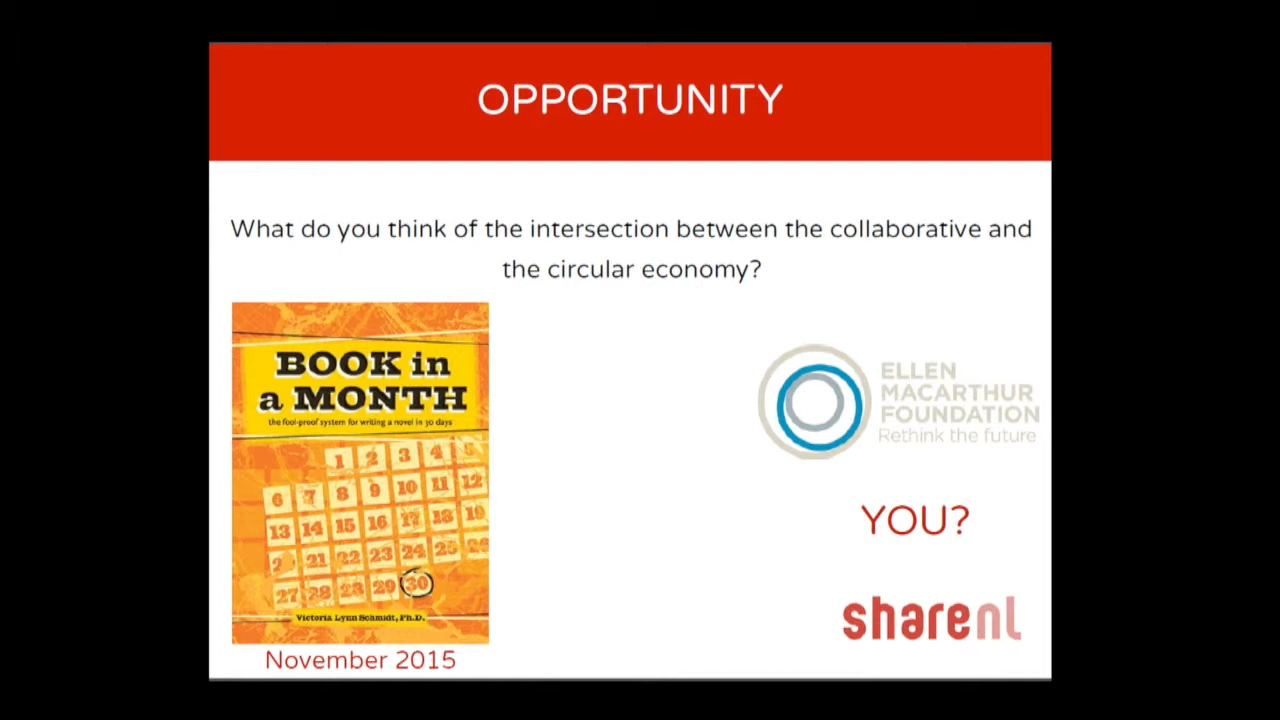 OPPORTUNITY
What do you think of the intersection between the collaborative and
the circular economy?
BOOK in
a MONTH
the fool-proof system for writing a novel in 30 days
1 2 3 4 5
6 7 8 9 10 11 12
13 14 15 16 17 18 19
21 22 23 24 25 26
27 28 29 30
Victoria Lynn Schmidt, Ph.D.
November 2015
ELLEN
MACARTHUR
FOUNDATION
Rethink the future
YOU?
sharenl